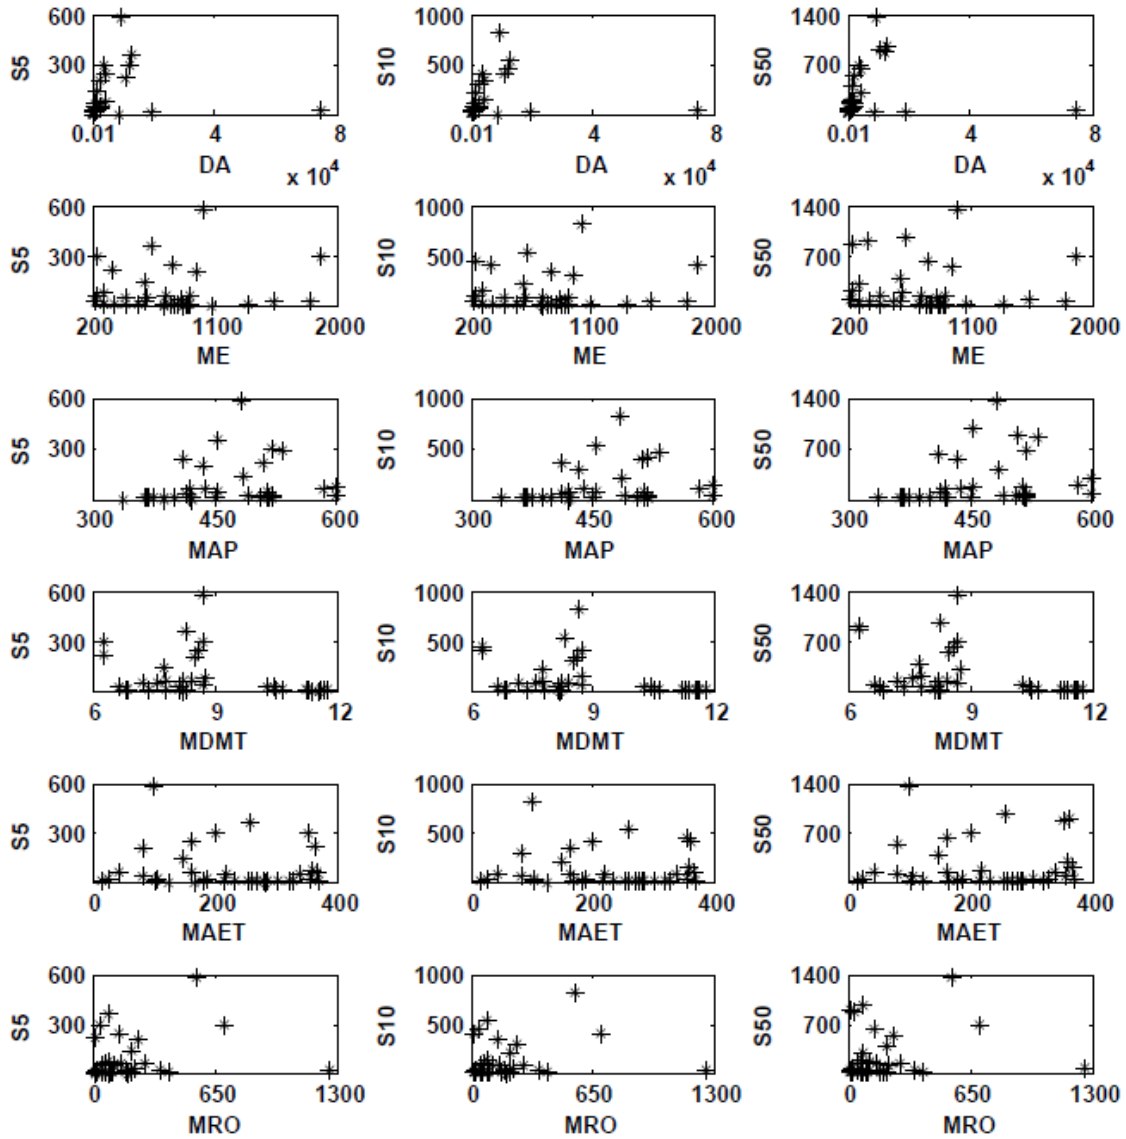 600 1000 1400
S5 300 S10 500 S50 700
0.01 4 8 0.01 4 8 0.01 4 8
DA DA DA
x 10^4 x 10^4 x 10^4
600 1000 1400
S5 300 S10 500 S50 700
200 1100 2000 200 1100 2000 200 1100 2000
ME ME ME
600 1000 1400
S5 300 S10 500 S50 700
300 450 600 300 450 600 300 450 600
MAP MAP MAP
600 1000 1400
S5 300 S10 500 S50 700
6 9 12 6 9 12 6 9 12
MDMT MDMT MDMT
600 1000 1400
S5 300 S10 500 S50 700
0 200 400 0 200 400 0 200 400
MAET MAET MAET
600 1000 1400
S5 300 S10 500 S50 700
0 650 1300 0 650 1300 0 650 1300
MRO MRO MRO